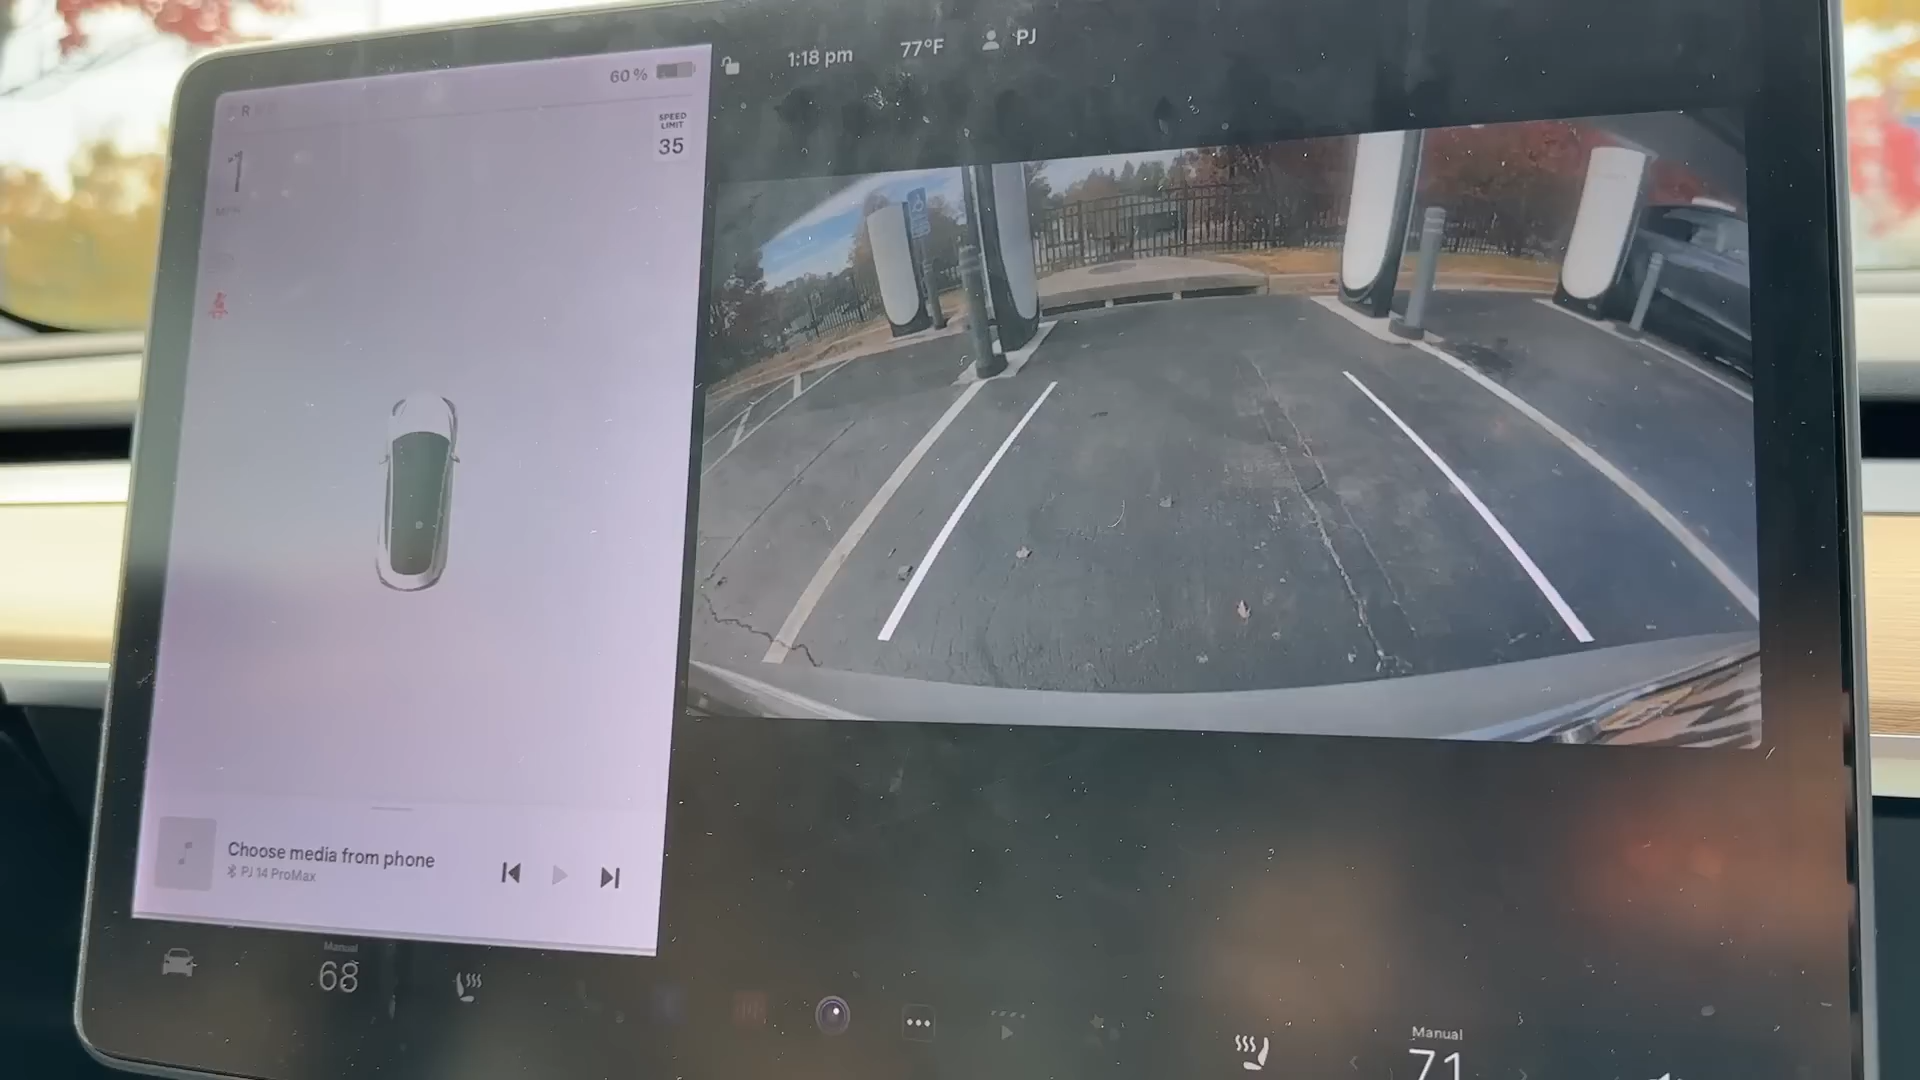 60%
1:18 pm
77°F
PJ
R
SPEED
LIMIT
35
1
MPH
Choose media from phone
PJ 14 ProMax
Manual
68
Manual
71